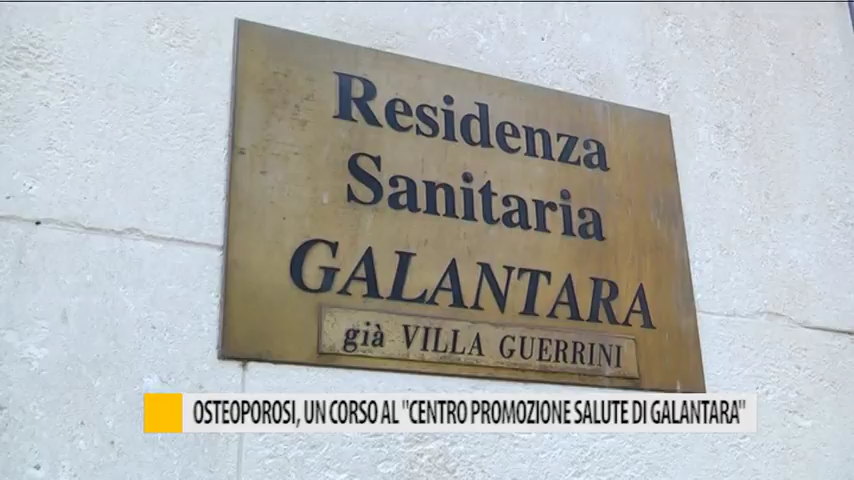 Residenza
Sanitaria
GALANTARA
già VILLA GUERRINI
OSTEOPOROSI, UN CORSO AL "CENTRO PROMOZIONE SALUTE DI GALANTARA"